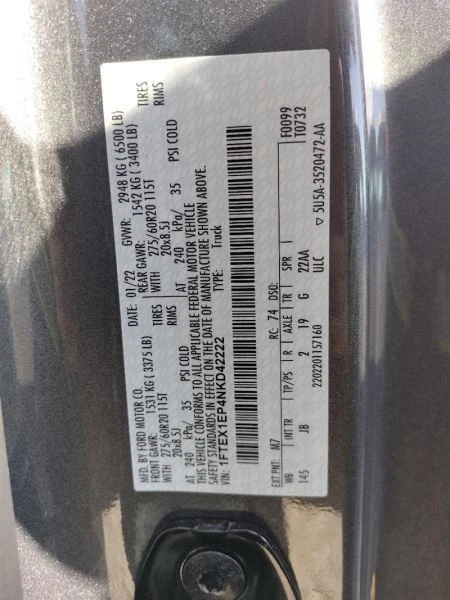 MFD. BY FORD MOTOR CO. DATE: 01/22 GVWR: 2948 KG ( 6500 LB)
FRONT GAWR: 1531 KG ( 3375 LB) REAR GAWR: 1542 KG ( 3400 LB)
WITH 275/60R20 115T TIRES WITH 275/60R20 115T TIRES
20x8.5J RIMS 20x8.5J RIMS
AT 240 kPa/ 35 PSI COLD AT 240 kPa/ 35 PSI COLD
THIS VEHICLE CONFORMS TO ALL APPLICABLE FEDERAL MOTOR VEHICLE
SAFETY STANDARDS IN EFFECT ON THE DATE OF MANUFACTURE SHOWN ABOVE.
VIN: 1FTEX1EP4NKD42222 TYPE: Truck
F0099
EXT PNT: M7 RC: 74 DSO: T0732
WB INT TR TP/PS R AXLE TR SPR
145 JB 2 19 G 22AA
2202201157160 ULC ▽ 5U5A-3520472-AA